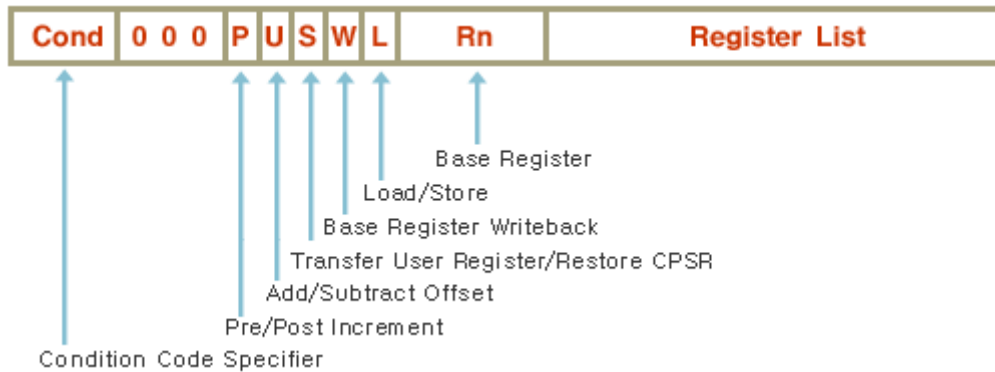 Cond 0 0 0 P U S W L Rn Register List
Base Register
Load/Store
Base Register Writeback
Transfer User Register/Restore CPSR
Add/Subtract Offset
Pre/Post Increment
Condition Code Specifier